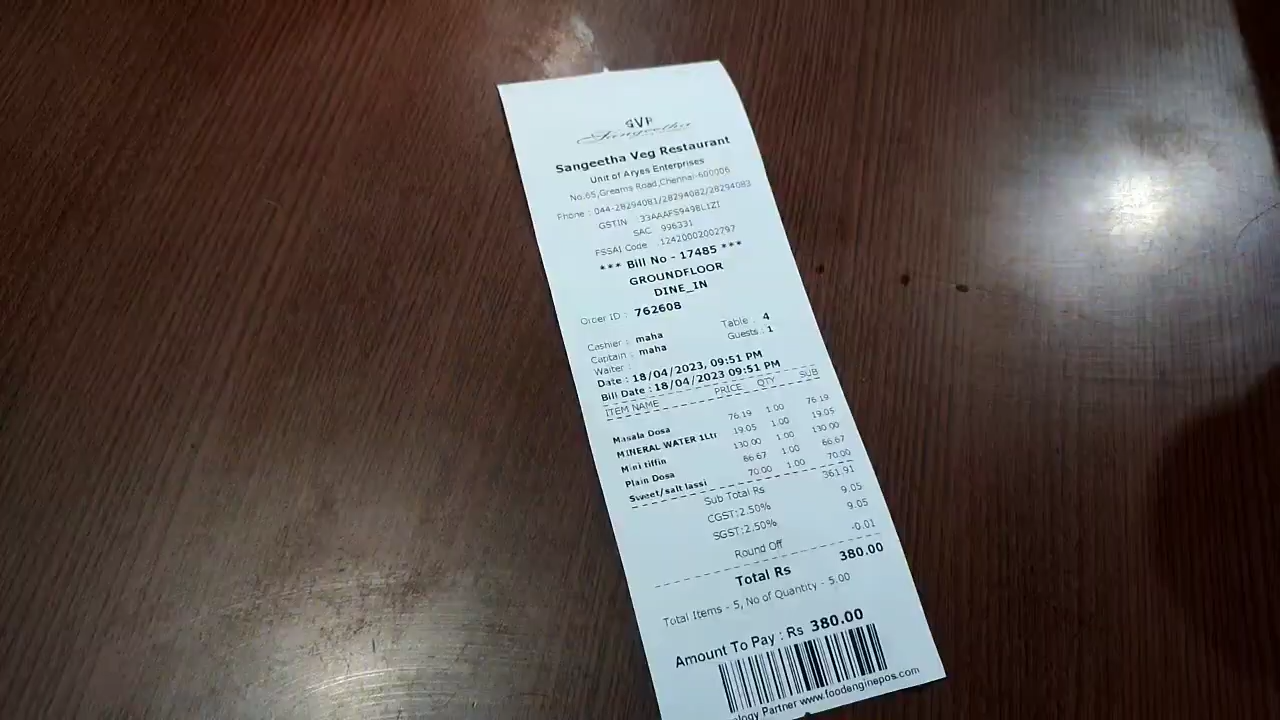 SVP
Sangeetha
Sangeetha Veg Restaurant
Unit of Aryes Enterprises
No.65,Greams Road,Chennai-600006
Phone : 044-28294081/28294082/28294083
GSTIN : 33AAAFS9498L1ZI
SAC 996331
FSSAI Code 12420002002797
*** Bill No - 17485 ***
GROUNDFLOOR
DINE_IN
Order ID : 762608
Cashier : maha Table : 4
Captain : maha Guests : 1
Waiter :
Date : 18/04/2023, 09:51 PM
Bill Date : 18/04/2023 09:51 PM
ITEM NAME PRICE QTY SUB
Masala Dosa 76.19 1.00 76.19
MINERAL WATER 1Ltr 19.05 1.00 19.05
Mini tiffin 130.00 1.00 130.00
Plain Dosa 66.67 1.00 66.67
Sweet/salt lassi 70.00 1.00 70.00
Sub Total Rs 361.91
CGST:2.50% 9.05
SGST:2.50% 9.05
Round Off -0.01
Total Rs 380.00
Total Items - 5, No of Quantity - 5.00
Amount To Pay : Rs 380.00
ology Partner www.foodenginepos.com